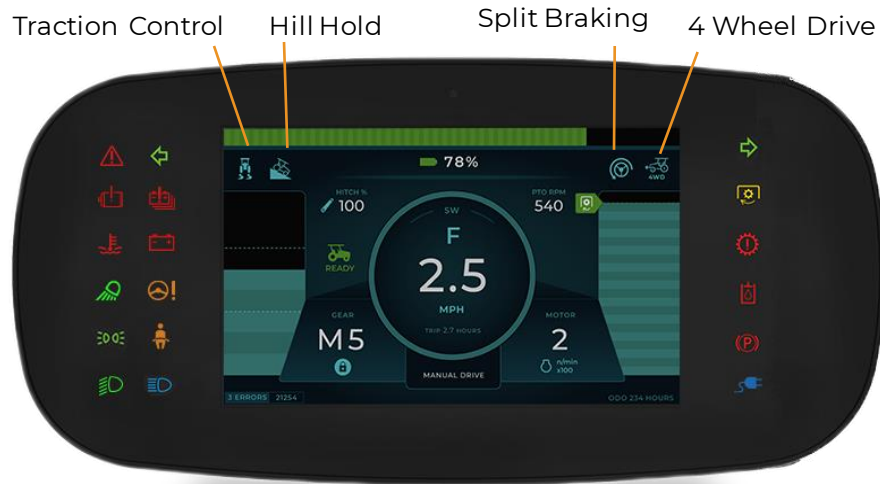 Traction Control
Hill Hold
Split Braking
4 Wheel Drive
78%
4WD
HITCH %
100
PTO RPM
540
SW
F
2.5
MPH
TRIP 2,7 HOURS
READY
GEAR
M5
MOTOR
2
n/min
x100
MANUAL DRIVE
3 ERRORS
21254
ODO 234 HOURS
(P)